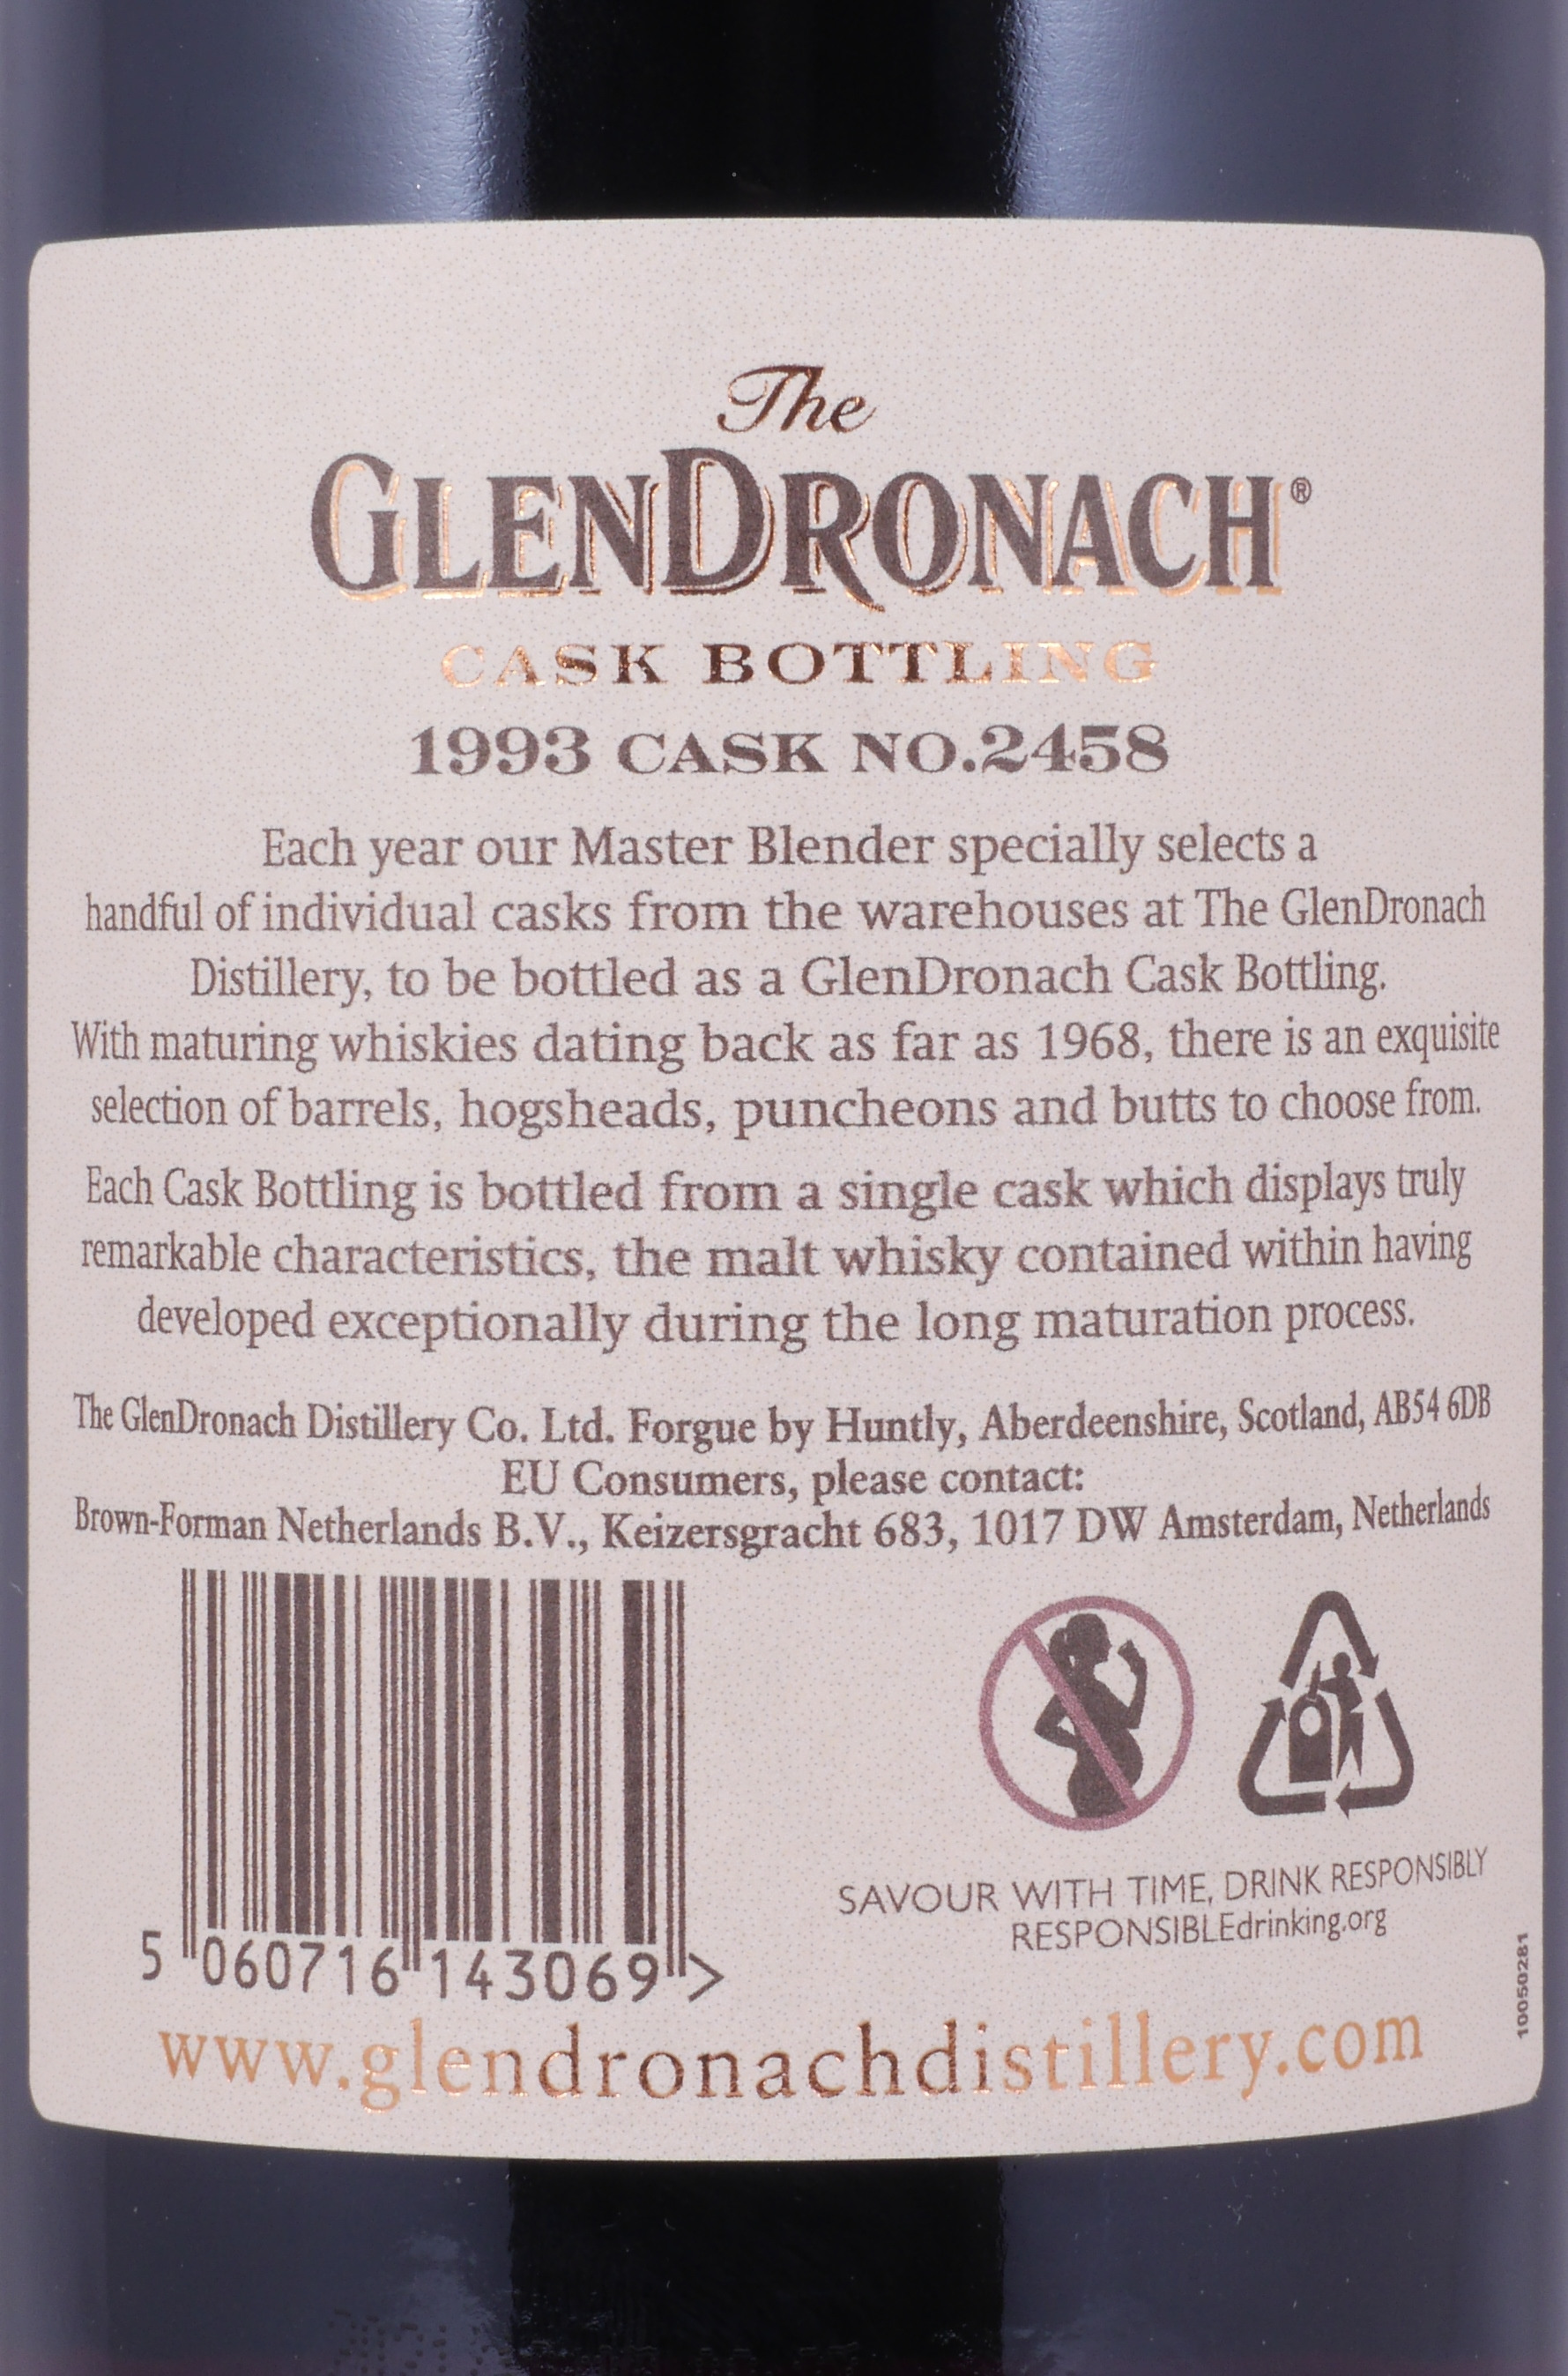 The
GLENDRONACH®
CASK BOTTLING
1993 CASK NO.2458
Each year our Master Blender specially selects a
handful of individual casks from the warehouses at The GlenDronach
Distillery, to be bottled as a GlenDronach Cask Bottling.
With maturing whiskies dating back as far as 1968, there is an exquisite
selection of barrels, hogsheads, puncheons and butts to choose from.
Each Cask Bottling is bottled from a single cask which displays truly
remarkable characteristics, the malt whisky contained within having
developed exceptionally during the long maturation process.
The GlenDronach Distillery Co. Ltd. Forgue by Huntly, Aberdeenshire, Scotland, AB54 6DB
EU Consumers, please contact:
Brown-Forman Netherlands B.V., Keizersgracht 683, 1017 DW Amsterdam, Netherlands
5 060716 143069 >
SAVOUR WITH TIME, DRINK RESPONSIBLY
RESPONSIBLEdrinking.org
10050281
www.glendronachdistillery.com